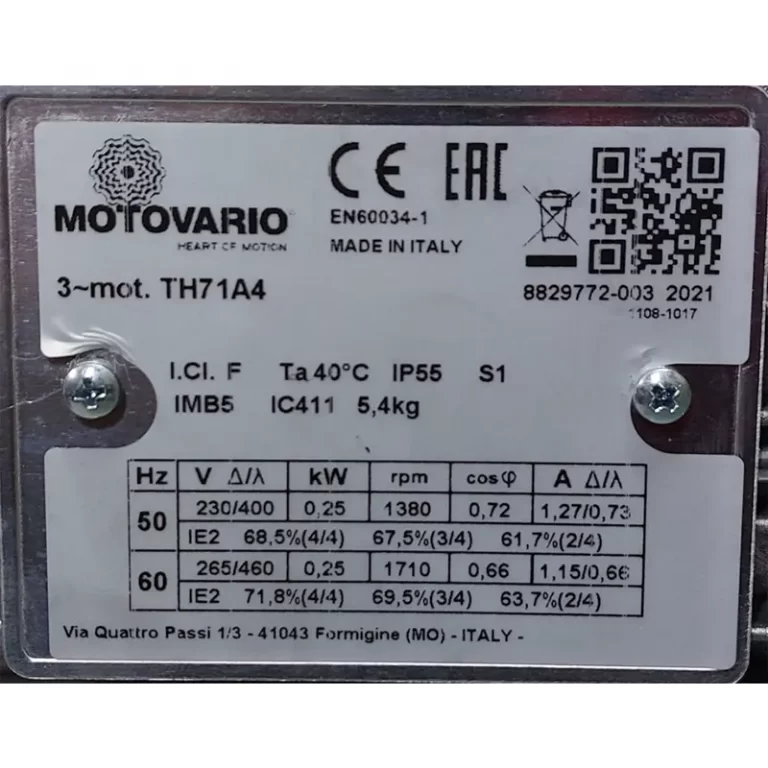 MOTOVARIO
HEART OF MOTION
CE EAC
EN60034-1
MADE IN ITALY
3~mot. TH71A4
8829772-003 2021
1108-1017
I.Cl. F Ta 40°C IP55 S1
IMB5 IC411 5,4kg
Hz V Δ/λ kW rpm cosφ A Δ/λ
50 230/400 0,25 1380 0,72 1,27/0,73
IE2 68,5%(4/4) 67,5%(3/4) 61,7%(2/4)
60 265/460 0,25 1710 0,66 1,15/0,66
IE2 71,8%(4/4) 69,5%(3/4) 63,7%(2/4)
Via Quattro Passi 1/3 - 41043 Formigine (MO) - ITALY -